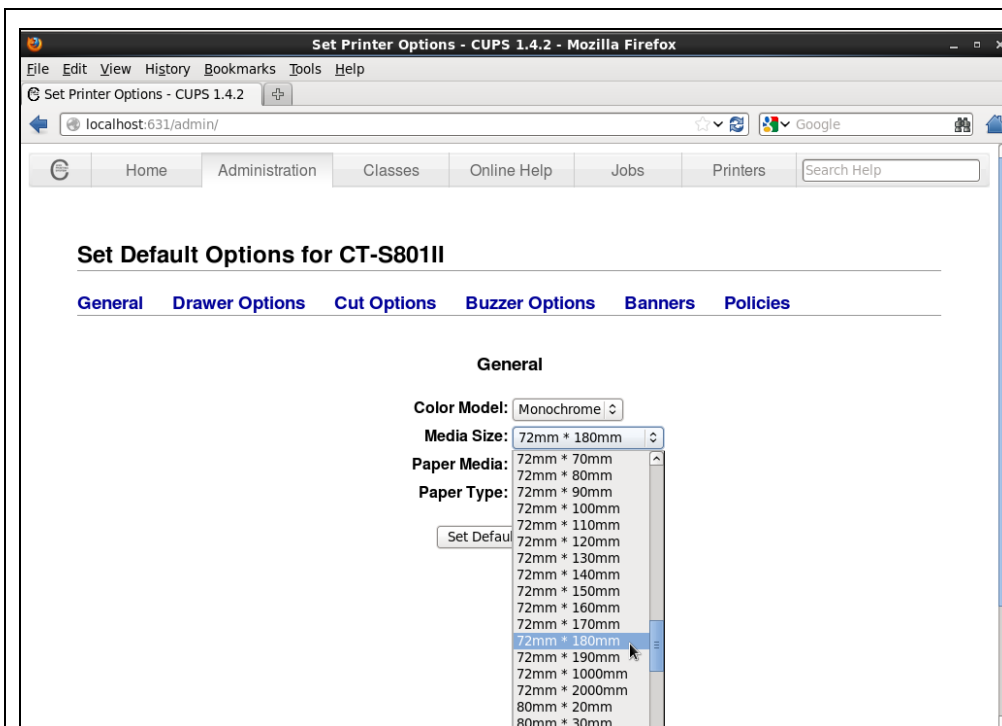 Set Printer Options - CUPS 1.4.2 - Mozilla Firefox
File Edit View History Bookmarks Tools Help
Set Printer Options - CUPS 1.4.2
localhost:631/admin/ Google
Home Administration Classes Online Help Jobs Printers Search Help
Set Default Options for CT-S801II
General Drawer Options Cut Options Buzzer Options Banners Policies
General
Color Model: Monochrome
Media Size: 72mm * 180mm
Paper Media:
Paper Type:
Set Defaul
72mm * 70mm
72mm * 80mm
72mm * 90mm
72mm * 100mm
72mm * 110mm
72mm * 120mm
72mm * 130mm
72mm * 140mm
72mm * 150mm
72mm * 160mm
72mm * 170mm
72mm * 180mm
72mm * 190mm
72mm * 1000mm
72mm * 2000mm
80mm * 20mm
80mm * 30mm